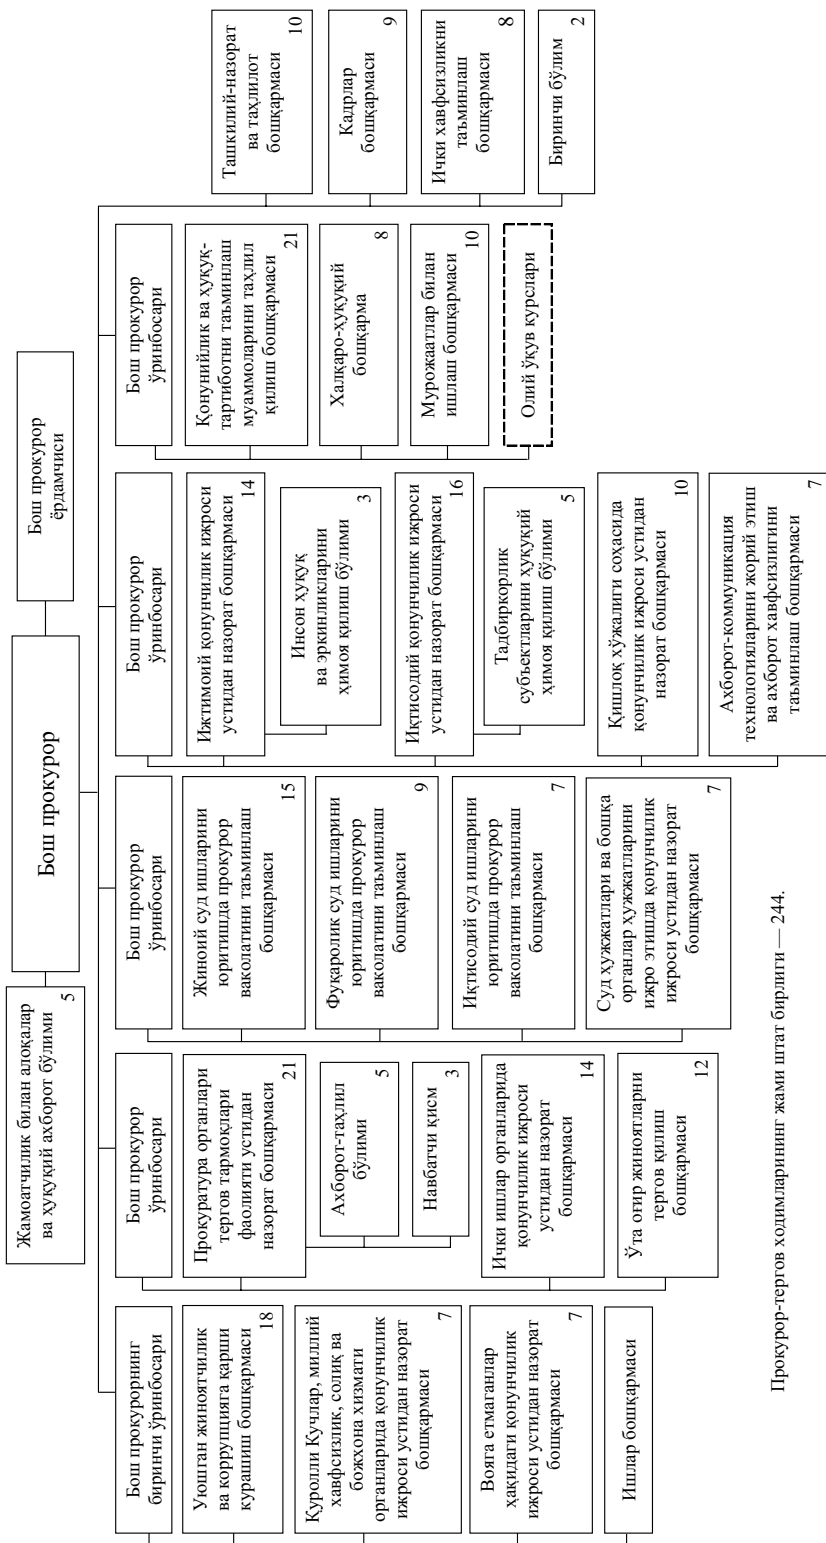 Жамоатчилик билан алоқалар
ва ҳуқуқий ахборот бўлими
5
Бош прокурор
Бош прокурор
ёрдамчиси
Бош прокурорнинг
биринчи ўринбосари
Уюшган жиноятчилик
ва коррупцияга қарши
курашиш бошқармаси
18
Қуролли Кучлар, миллий
хавфсизлик, солиқ ва
божхона хизмати
органларида қонунчилик
ижроси устидан назорат
бошқармаси
7
Вояга етмаганлар
ҳақидаги қонунчилик
ижроси устидан назорат
бошқармаси
7
Ишлар бошқармаси
Бош прокурор
ўринбосари
Прокуратура органлари
тергов тармоқлари
фаолияти устидан
назорат бошқармаси
21
Ахборот-таҳлил
бўлими
5
Навбатчи қисм
3
Ички ишлар органларида
қонунчилик ижроси
устидан назорат
бошқармаси
14
Ўта оғир жиноятларни
тергов қилиш
бошқармаси
12
Бош прокурор
ўринбосари
Жиноий суд ишларини
юритишда прокурор
ваколатини таъминлаш
бошқармаси
15
Фуқаролик суд ишларини
юритишда прокурор
ваколатини таъминлаш
бошқармаси
9
Иқтисодий суд ишларини
юритишда прокурор
ваколатини таъминлаш
бошқармаси
7
Суд ҳужжатлари ва бошқа
органлар ҳужжатларини
ижро этишда қонунчилик
ижроси устидан назорат
бошқармаси
7
Бош прокурор
ўринбосари
Ижтимоий қонунчилик ижроси
устидан назорат бошқармаси
14
Инсон ҳуқуқ
ва эркинликларини
ҳимоя қилиш бўлими
3
Иқтисодий қонунчилик ижроси
устидан назорат бошқармаси
16
Тадбиркорлик
субъектларини ҳуқуқий
ҳимоя қилиш бўлими
5
Қишлоқ хўжалиги соҳасида
қонунчилик ижроси устидан
назорат бошқармаси
10
Ахборот-коммуникация
технологияларини жорий этиш
ва ахборот хавфсизлигини
таъминлаш бошқармаси
7
Бош прокурор
ўринбосари
Қонунийлик ва ҳуқуқ-
тартиботни таъминлаш
муаммоларини таҳлил
қилиш бошқармаси
21
Халқаро-ҳуқуқий
бошқарма
8
Мурожаатлар билан
ишлаш бошқармаси
10
Олий ўқув курслари
Ташкилий-назорат
ва таҳлилот
бошқармаси
10
Кадрлар
бошқармаси
9
Ички хавфсизликни
таъминлаш
бошқармаси
8
Биринчи бўлим
2
Прокурор-тергов ходимларининг жами штат бирлиги — 244.